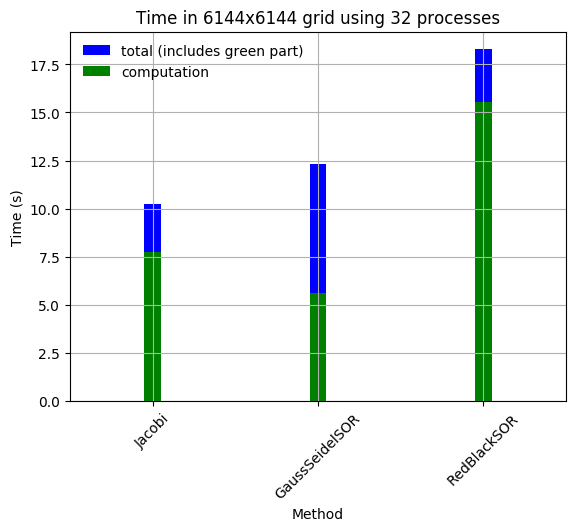 Time in 6144x6144 grid using 32 processes
total (includes green part)
computation
17.5
15.0
12.5
10.0
7.5
5.0
2.5
0.0
Time (s)
Jacobi
GaussSeidelSOR
RedBlackSOR
Method